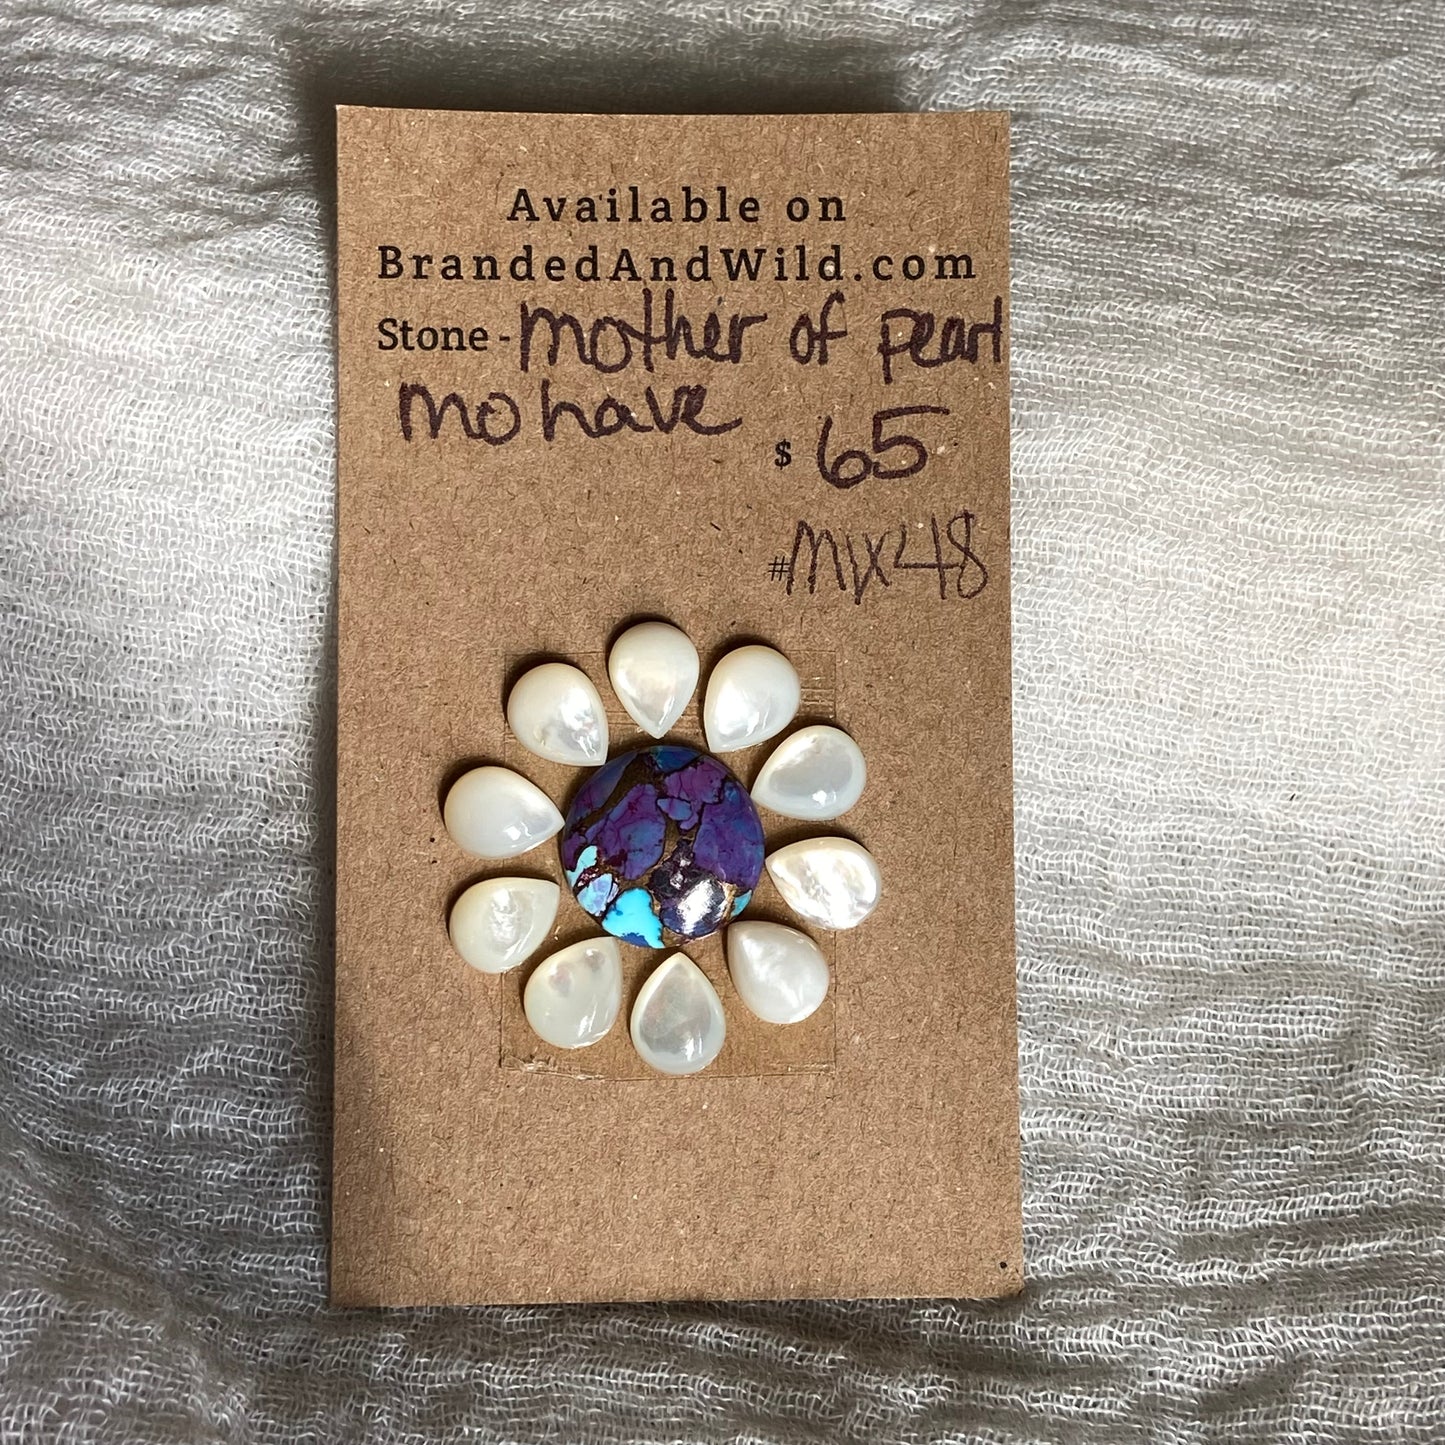 Available on
BrandedAndWild.com
Stone - mother of pearl
mohave
$ 65
#MIX48